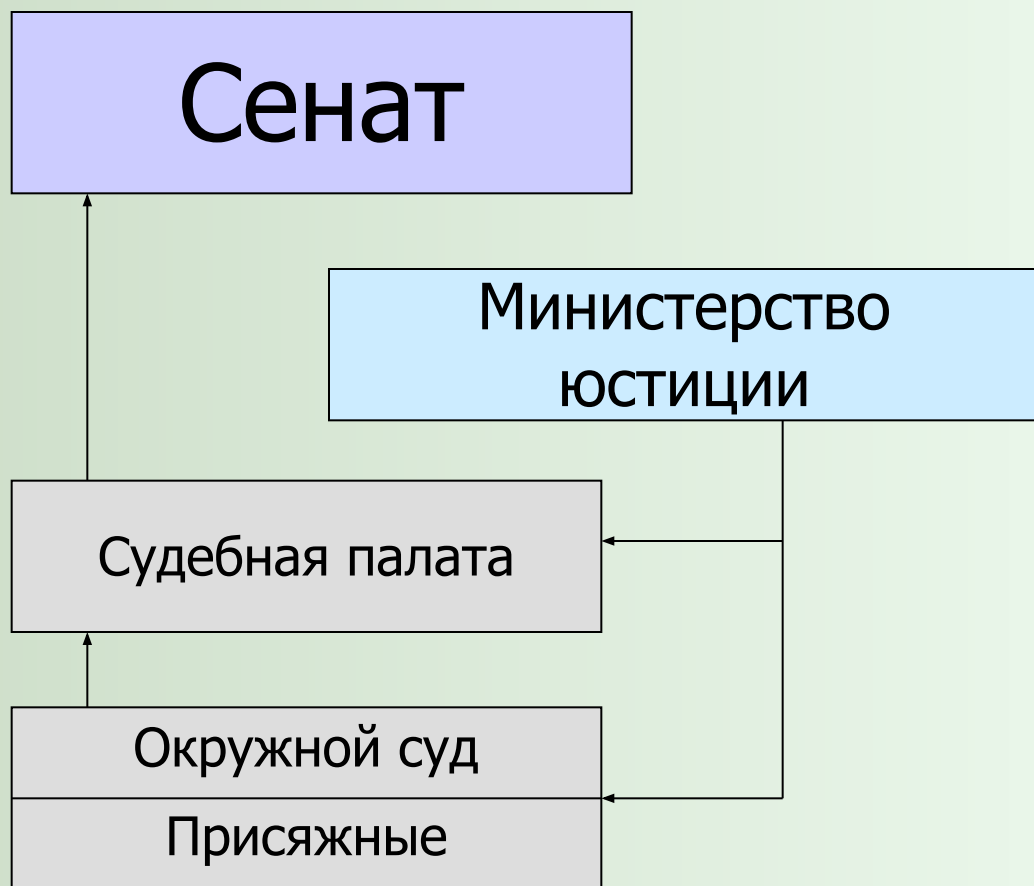 Сенат
Министерство
юстиции
Судебная палата
Окружной суд
Присяжные